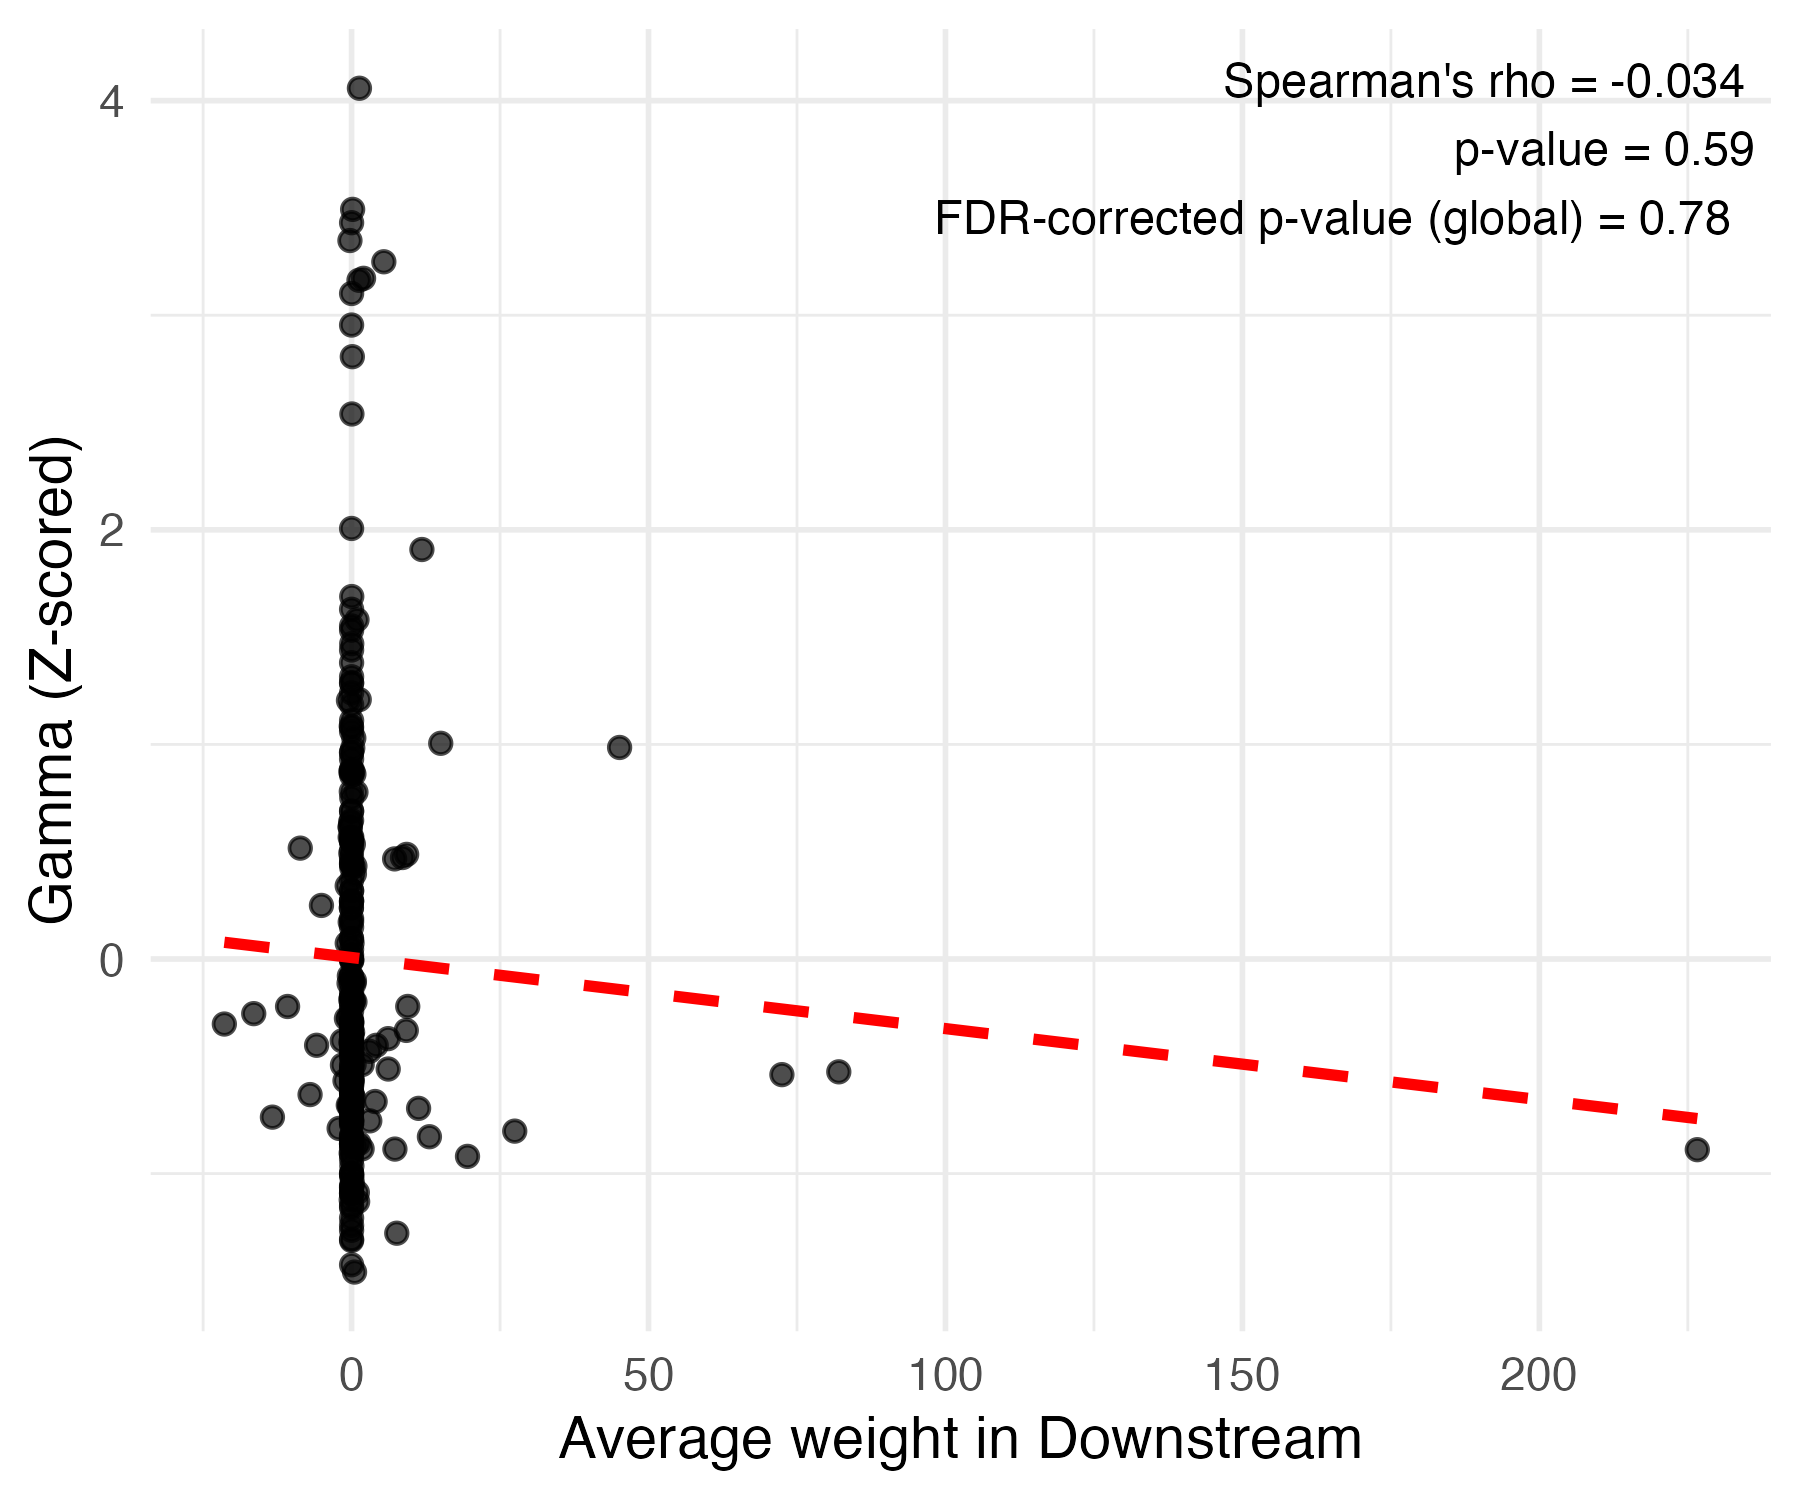 Spearman's rho = -0.034
p-value = 0.59
FDR-corrected p-value (global) = 0.78
4
2
0
Gamma (Z-scored)
0 50 100 150 200
Average weight in Downstream